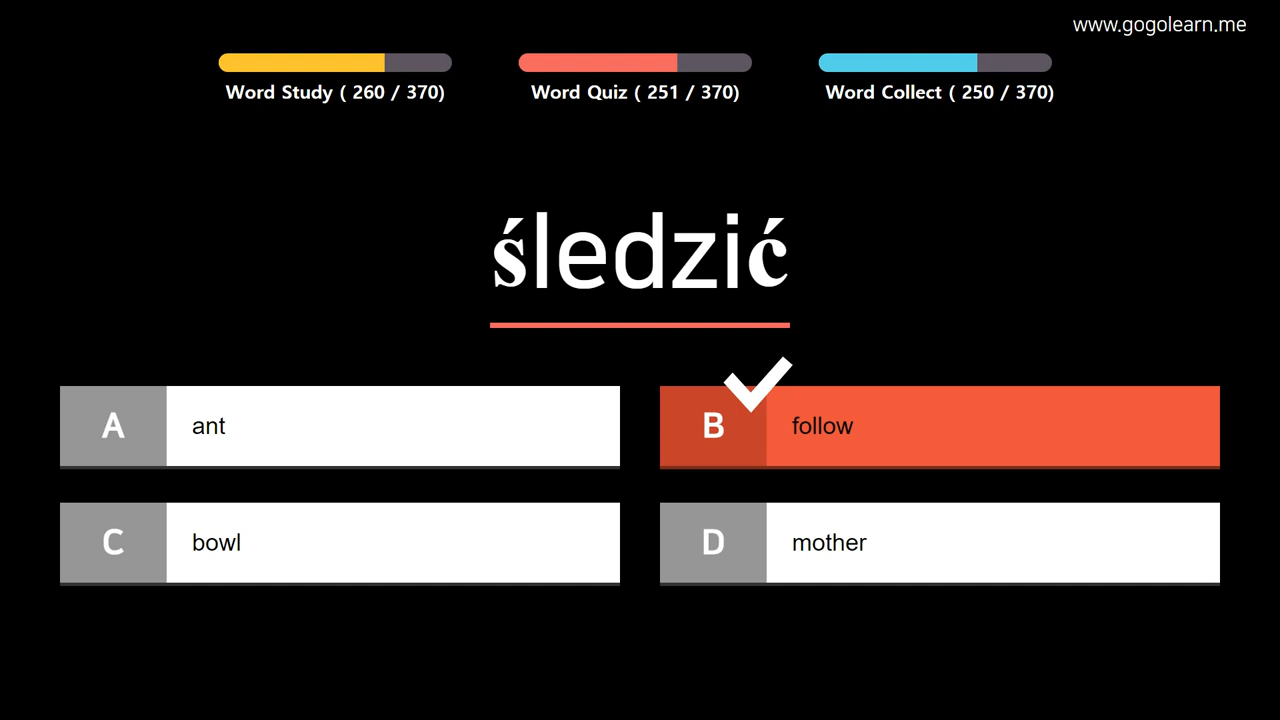 www.gogolearn.me
Word Study ( 260 / 370)
Word Quiz ( 251 / 370)
Word Collect ( 250 / 370)
śledzić
A ant
B follow
C bowl
D mother